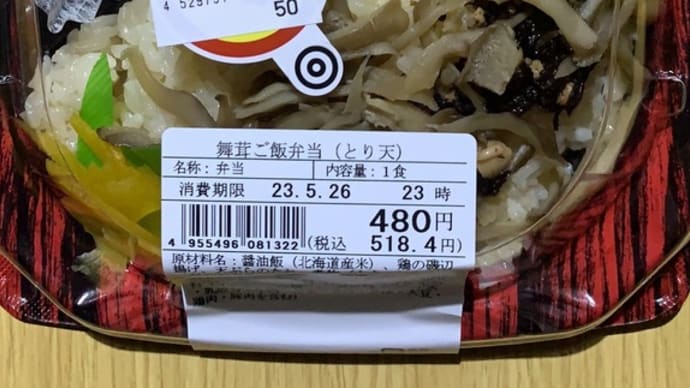 50
舞茸ご飯弁当(とり天)
名称:弁当 内容量:1食
消費期限 23.5.26 23時
480円
4 955496 081322 (税込 518.4円)
原材料名:醤油飯(北海道産米)、鶏の磯辺